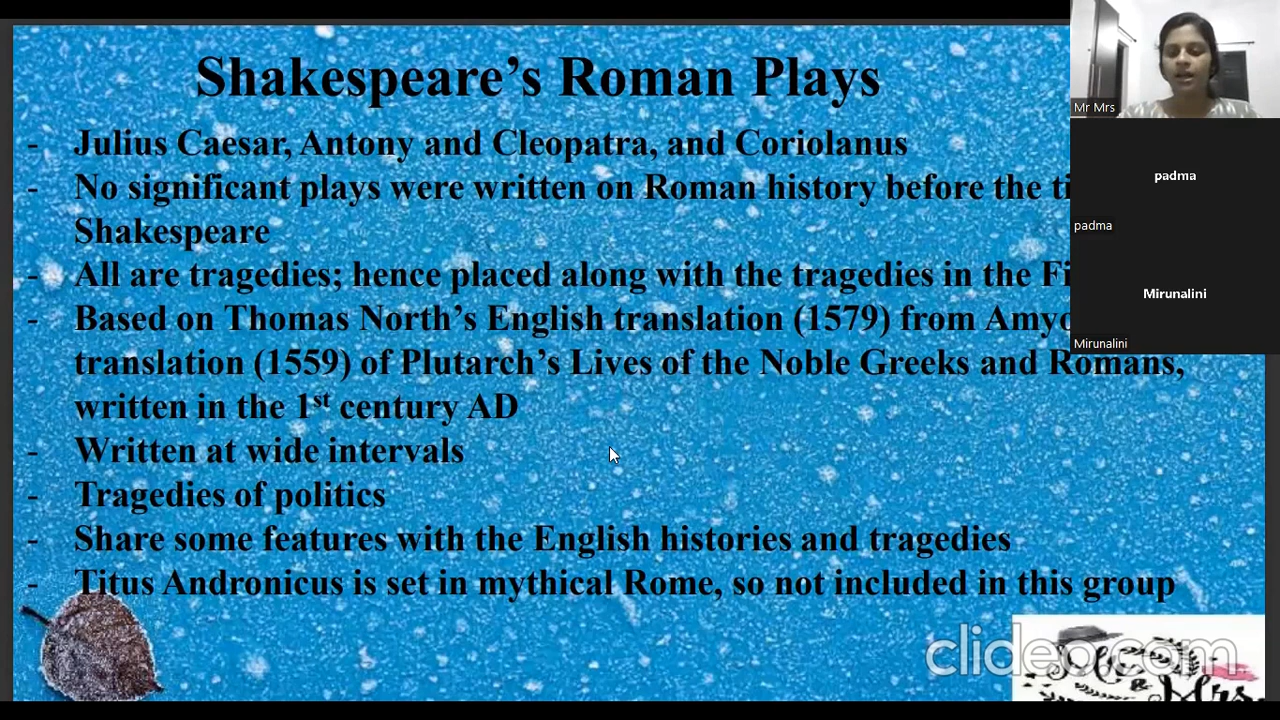 Shakespeare's Roman Plays
- Julius Caesar, Antony and Cleopatra, and Coriolanus
- No significant plays were written on Roman history before the
Shakespeare
- All are tragedies; hence placed along with the tragedies in the
- Based on Thomas North's English translation (1579) from
translation (1559) of Plutarch's Lives of the Noble Greeks and Romans,
written in the 1st century AD
- Written at wide intervals
- Tragedies of politics
- Share some features with the English histories and tragedies
- Titus Andronicus is set in mythical Rome, so not included in this group
Mr Mrs
padma
padma
Mirunalini
Mirunalini
clideo.com
& Mrs